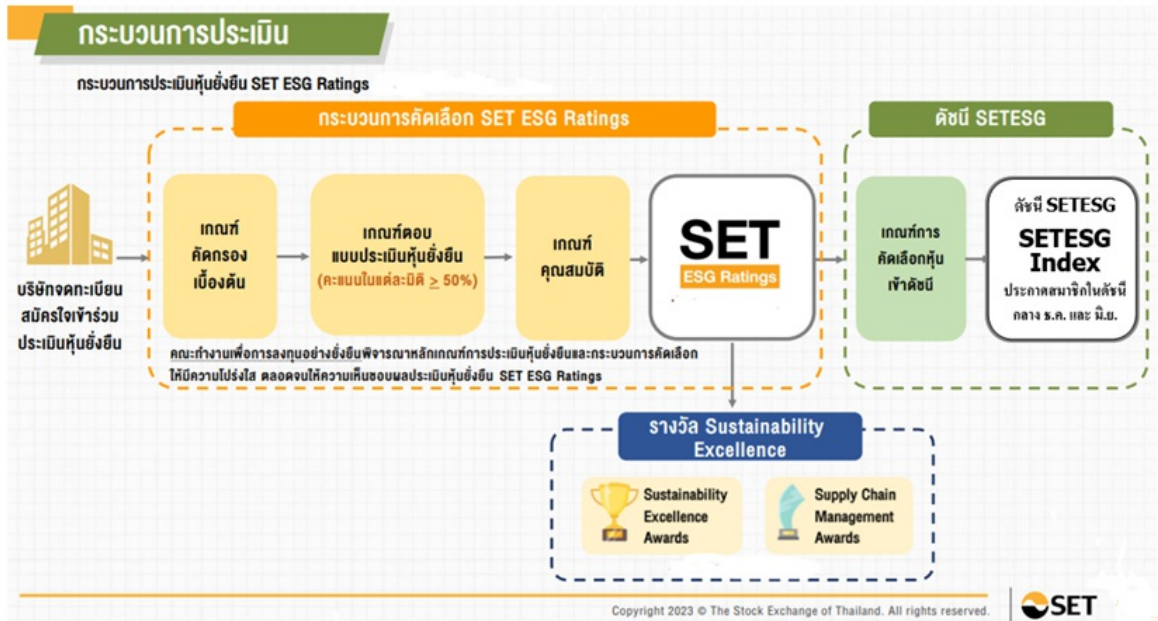 กระบวนการประเมิน
กระบวนการประเมินหุ้นยั่งยืน SET ESG Ratings
กระบวนการคัดเลือก SET ESG Ratings
ดัชนี SETESG
บริษัทจดทะเบียน
สมัครใจเข้าร่วม
ประเมินหุ้นยั่งยืน
เกณฑ์
คัดกรอง
เบื้องต้น
เกณฑ์ตอบ
แบบประเมินหุ้นยั่งยืน
(คะแนนในแต่ละมิติ ≥ 50%)
เกณฑ์
คุณสมบัติ
SET
ESG Ratings
เกณฑ์การ
คัดเลือกหุ้น
เข้าดัชนี
ดัชนี SETESG
SETESG
Index
ประกาศสมาชิกในดัชนี
กลาง ธ.ค. และ มิ.ย.
คณะทำงานเพื่อการลงทุนอย่างยั่งยืนพิจารณาหลักเกณฑ์การประเมินหุ้นยั่งยืนและกระบวนการคัดเลือก
ให้มีความโปร่งใส ตลอดจนให้ความเห็นชอบผลประเมินหุ้นยั่งยืน SET ESG Ratings
รางวัล Sustainability
Excellence
Sustainability
Excellence
Awards
Supply Chain
Management
Awards
Copyright 2023 © The Stock Exchange of Thailand. All rights reserved.
SET